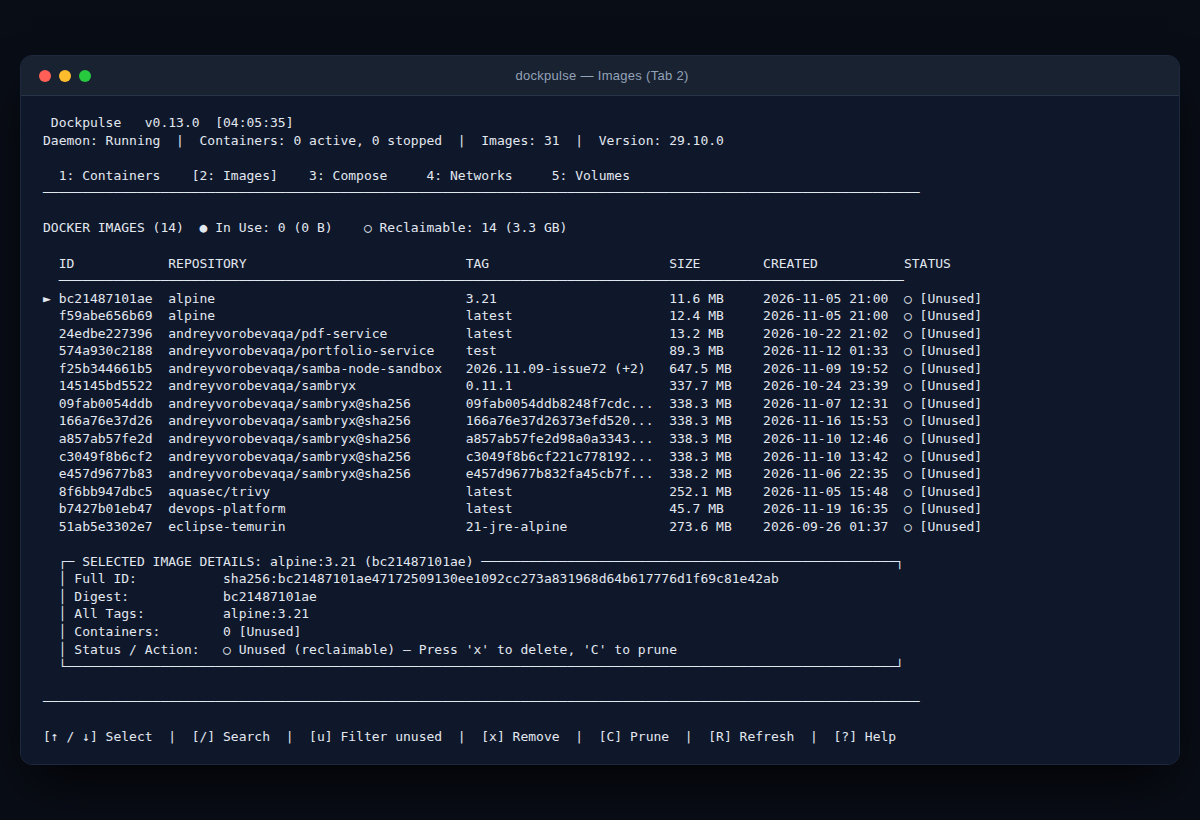 dockpulse — Images (Tab 2)
Dockpulse   v0.13.0  [04:05:35]
Daemon: Running  |  Containers: 0 active, 0 stopped  |  Images: 31  |  Version: 29.10.0
1: Containers    [2: Images]    3: Compose     4: Networks     5: Volumes
DOCKER IMAGES (14)  ● In Use: 0 (0 B)    ○ Reclaimable: 14 (3.3 GB)
ID            REPOSITORY                            TAG                       SIZE        CREATED           STATUS
► bc21487101ae  alpine                                3.21                      11.6 MB     2026-11-05 21:00  ○ [Unused]
f59abe656b69  alpine                                latest                    12.4 MB     2026-11-05 21:00  ○ [Unused]
24edbe227396  andreyvorobevaqa/pdf-service          latest                    13.2 MB     2026-10-22 21:02  ○ [Unused]
574a930c2188  andreyvorobevaqa/portfolio-service    test                      89.3 MB     2026-11-12 01:33  ○ [Unused]
f25b344661b5  andreyvorobevaqa/samba-node-sandbox   2026.11.09-issue72 (+2)   647.5 MB    2026-11-09 19:52  ○ [Unused]
145145bd5522  andreyvorobevaqa/sambryx              0.11.1                    337.7 MB    2026-10-24 23:39  ○ [Unused]
09fab0054ddb  andreyvorobevaqa/sambryx@sha256       09fab0054ddb8248f7cdc...  338.3 MB    2026-11-07 12:31  ○ [Unused]
166a76e37d26  andreyvorobevaqa/sambryx@sha256       166a76e37d26373efd520...  338.3 MB    2026-11-16 15:53  ○ [Unused]
a857ab57fe2d  andreyvorobevaqa/sambryx@sha256       a857ab57fe2d98a0a3343...  338.3 MB    2026-11-10 12:46  ○ [Unused]
c3049f8b6cf2  andreyvorobevaqa/sambryx@sha256       c3049f8b6cf221c778192...  338.3 MB    2026-11-10 13:42  ○ [Unused]
e457d9677b83  andreyvorobevaqa/sambryx@sha256       e457d9677b832fa45cb7f...  338.2 MB    2026-11-06 22:35  ○ [Unused]
8f6bb947dbc5  aquasec/trivy                         latest                    252.1 MB    2026-11-05 15:48  ○ [Unused]
b7427b01eb47  devops-platform                       latest                    45.7 MB     2026-11-19 16:35  ○ [Unused]
51ab5e3302e7  eclipse-temurin                       21-jre-alpine             273.6 MB    2026-09-26 01:37  ○ [Unused]
SELECTED IMAGE DETAILS: alpine:3.21 (bc21487101ae)
Full ID:           sha256:bc21487101ae47172509130ee1092cc273a831968d64b617776d1f69c81e42ab
Digest:            bc21487101ae
All Tags:          alpine:3.21
Containers:        0 [Unused]
Status / Action:   ○ Unused (reclaimable) — Press 'x' to delete, 'C' to prune
[↑ / ↓] Select  |  [/] Search  |  [u] Filter unused  |  [x] Remove  |  [C] Prune  |  [R] Refresh  |  [?] Help